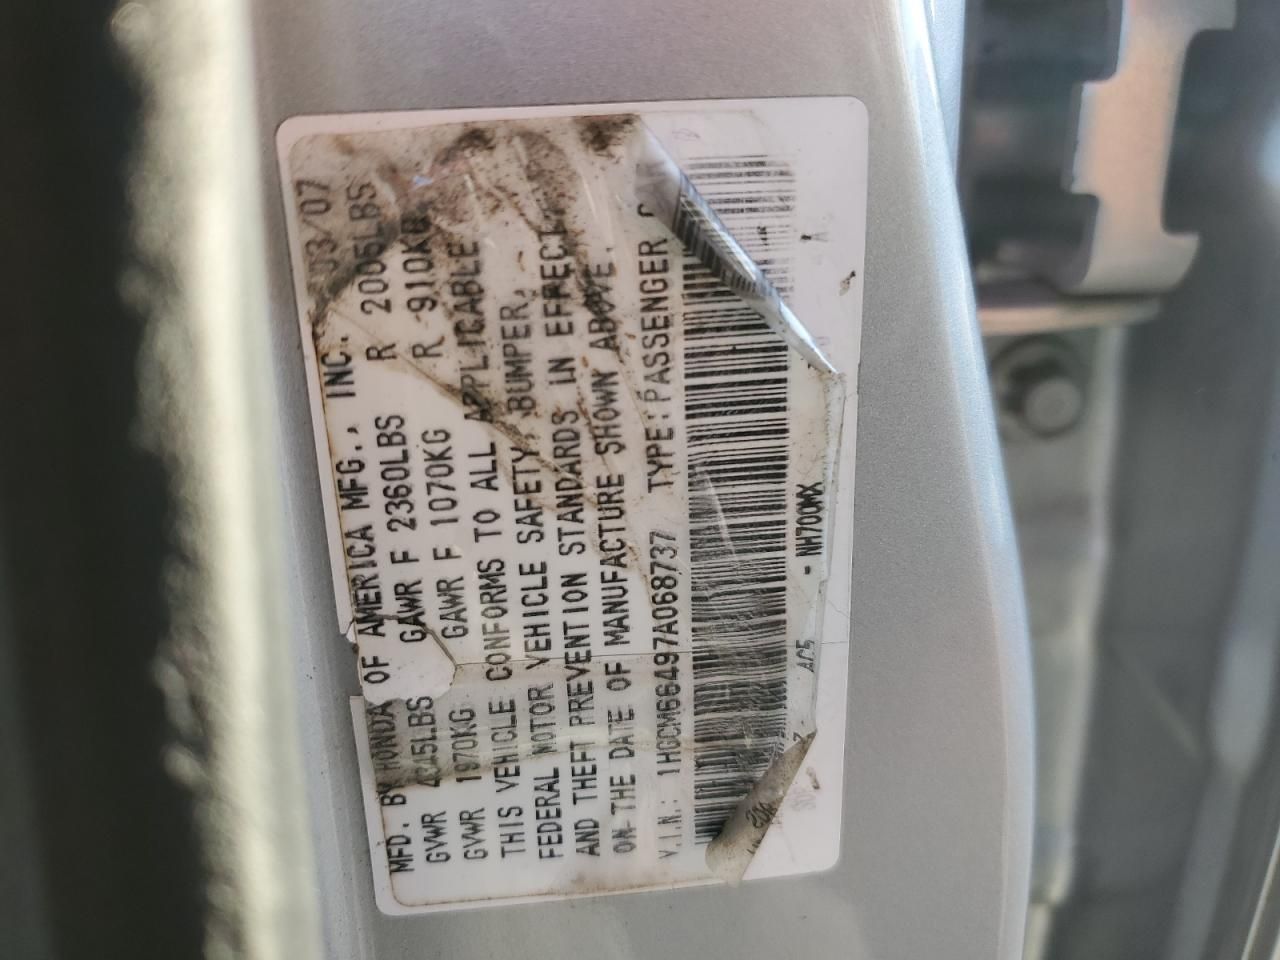 MFD. BY HONDA OF AMERICA MFG., INC. 03/07
GVWR 4345LBS GAWR F 2360LBS R 2005LBS
GVWR 1970KG GAWR F 1070KG R 910KG
THIS VEHICLE CONFORMS TO ALL APPLICABLE
FEDERAL MOTOR VEHICLE SAFETY, BUMPER,
AND THEFT PREVENTION STANDARDS IN EFFECT
ON THE DATE OF MANUFACTURE SHOWN ABOVE.
V.I.N.: 1HGCM66497A068737 TYPE: PASSENGER
AC5 - NH700MX